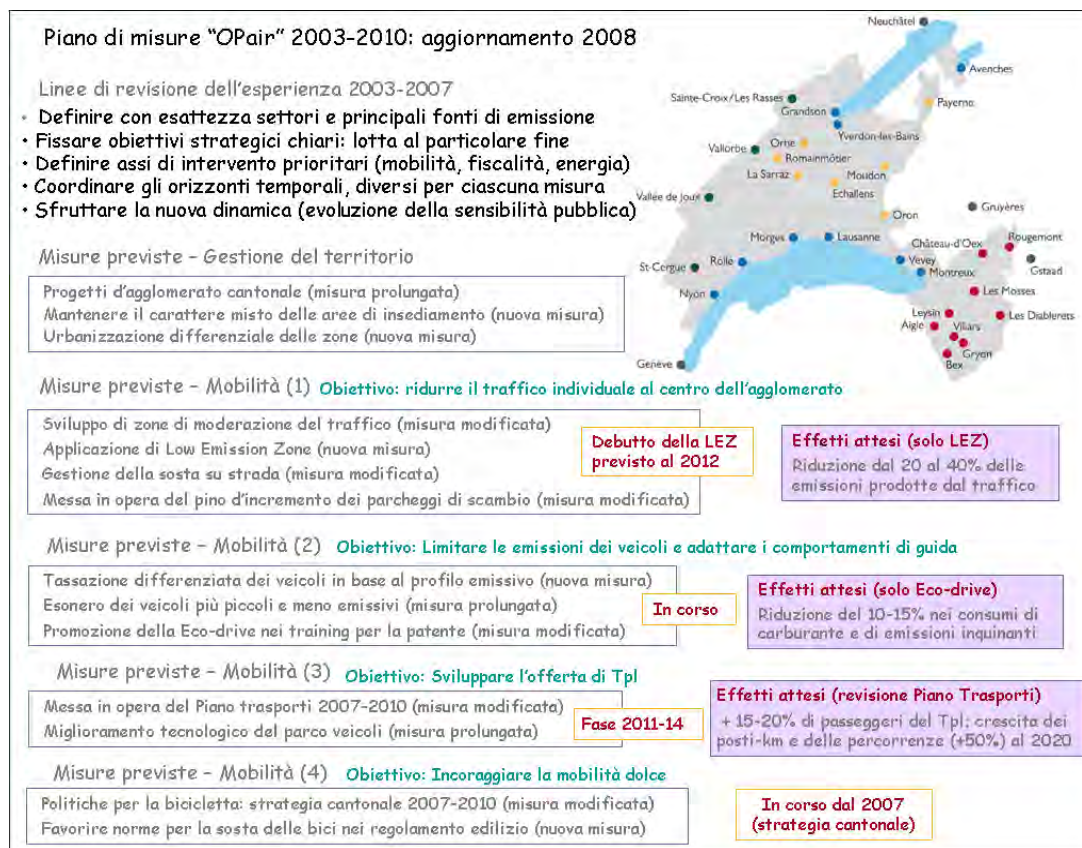 Piano di misure “OPair” 2003-2010: aggiornamento 2008
Linee di revisione dell’esperienza 2003-2007
• Definire con esattezza settori e principali fonti di emissione
• Fissare obiettivi strategici chiari: lotta al particolare fine
• Definire assi di intervento prioritari (mobilità, fiscalità, energia)
• Coordinare gli orizzonti temporali, diversi per ciascuna misura
• Sfruttare la nuova dinamica (evoluzione della sensibilità pubblica)
Neuchâtel
Avenches
Sainte-Croix/Les Rasses
Payerne
Grandson
Yverdon-les-Bains
Vallorbe
Orbe
Romainmôtier
La Sarraz
Moudon
Echallens
Vallée de Joux
Oron
Gruyères
Morges
Lausanne
Rougemont
Château-d'Oex
Rolle
Vevey
Gstaad
St-Cergue
Montreux
Nyon
Les Mosses
Leysin
Les Diablerets
Aigle
Villars
Gryon
Bex
Genève
Misure previste – Gestione del territorio
Progetti d’agglomerato cantonale (misura prolungata)
Mantenere il carattere misto delle aree di insediamento (nuova misura)
Urbanizzazione differenziale delle zone (nuova misura)
Misure previste – Mobilità (1) Obiettivo: ridurre il traffico individuale al centro dell’agglomerato
Sviluppo di zone di moderazione del traffico (misura modificata)
Applicazione di Low Emission Zone (nuova misura)
Gestione della sosta su strada (misura modificata)
Messa in opera del pino d’incremento dei parcheggi di scambio (misura modificata)
Debutto della LEZ
previsto al 2012
Effetti attesi (solo LEZ)
Riduzione dal 20 al 40% delle
emissioni prodotte dal traffico
Misure previste – Mobilità (2) Obiettivo: Limitare le emissioni dei veicoli e adattare i comportamenti di guida
Tassazione differenziata dei veicoli in base al profilo emissivo (nuova misura)
Esonero dei veicoli più piccoli e meno emissivi (misura prolungata)
Promozione della Eco-drive nei training per la patente (misura modificata)
In corso
Effetti attesi (solo Eco-drive)
Riduzione del 10-15% nei consumi di
carburante e di emissioni inquinanti
Misure previste – Mobilità (3) Obiettivo: Sviluppare l’offerta di Tpl
Messa in opera del Piano trasporti 2007-2010 (misura modificata)
Miglioramento tecnologico del parco veicoli (misura prolungata)
Fase 2011-14
Effetti attesi (revisione Piano Trasporti)
+ 15-20% di passeggeri del Tpl; crescita dei
posti-km e delle percorrenze (+50%) al 2020
Misure previste – Mobilità (4) Obiettivo: Incoraggiare la mobilità dolce
Politiche per la bicicletta: strategia cantonale 2007-2010 (misura modificata)
Favorire norme per la sosta delle bici nei regolamento edilizio (nuova misura)
In corso dal 2007
(strategia cantonale)